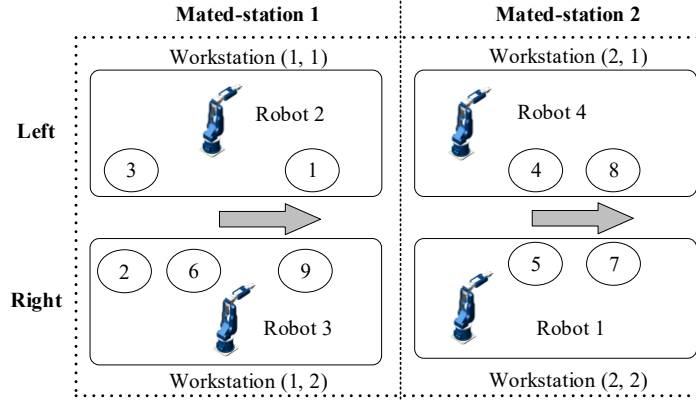 Mated-station 1
Mated-station 2
Workstation (1, 1)
Workstation (2, 1)
Left
Robot 2
Robot 4
3
1
4
8
2
6
9
5
7
Right
Robot 3
Robot 1
Workstation (1, 2)
Workstation (2, 2)